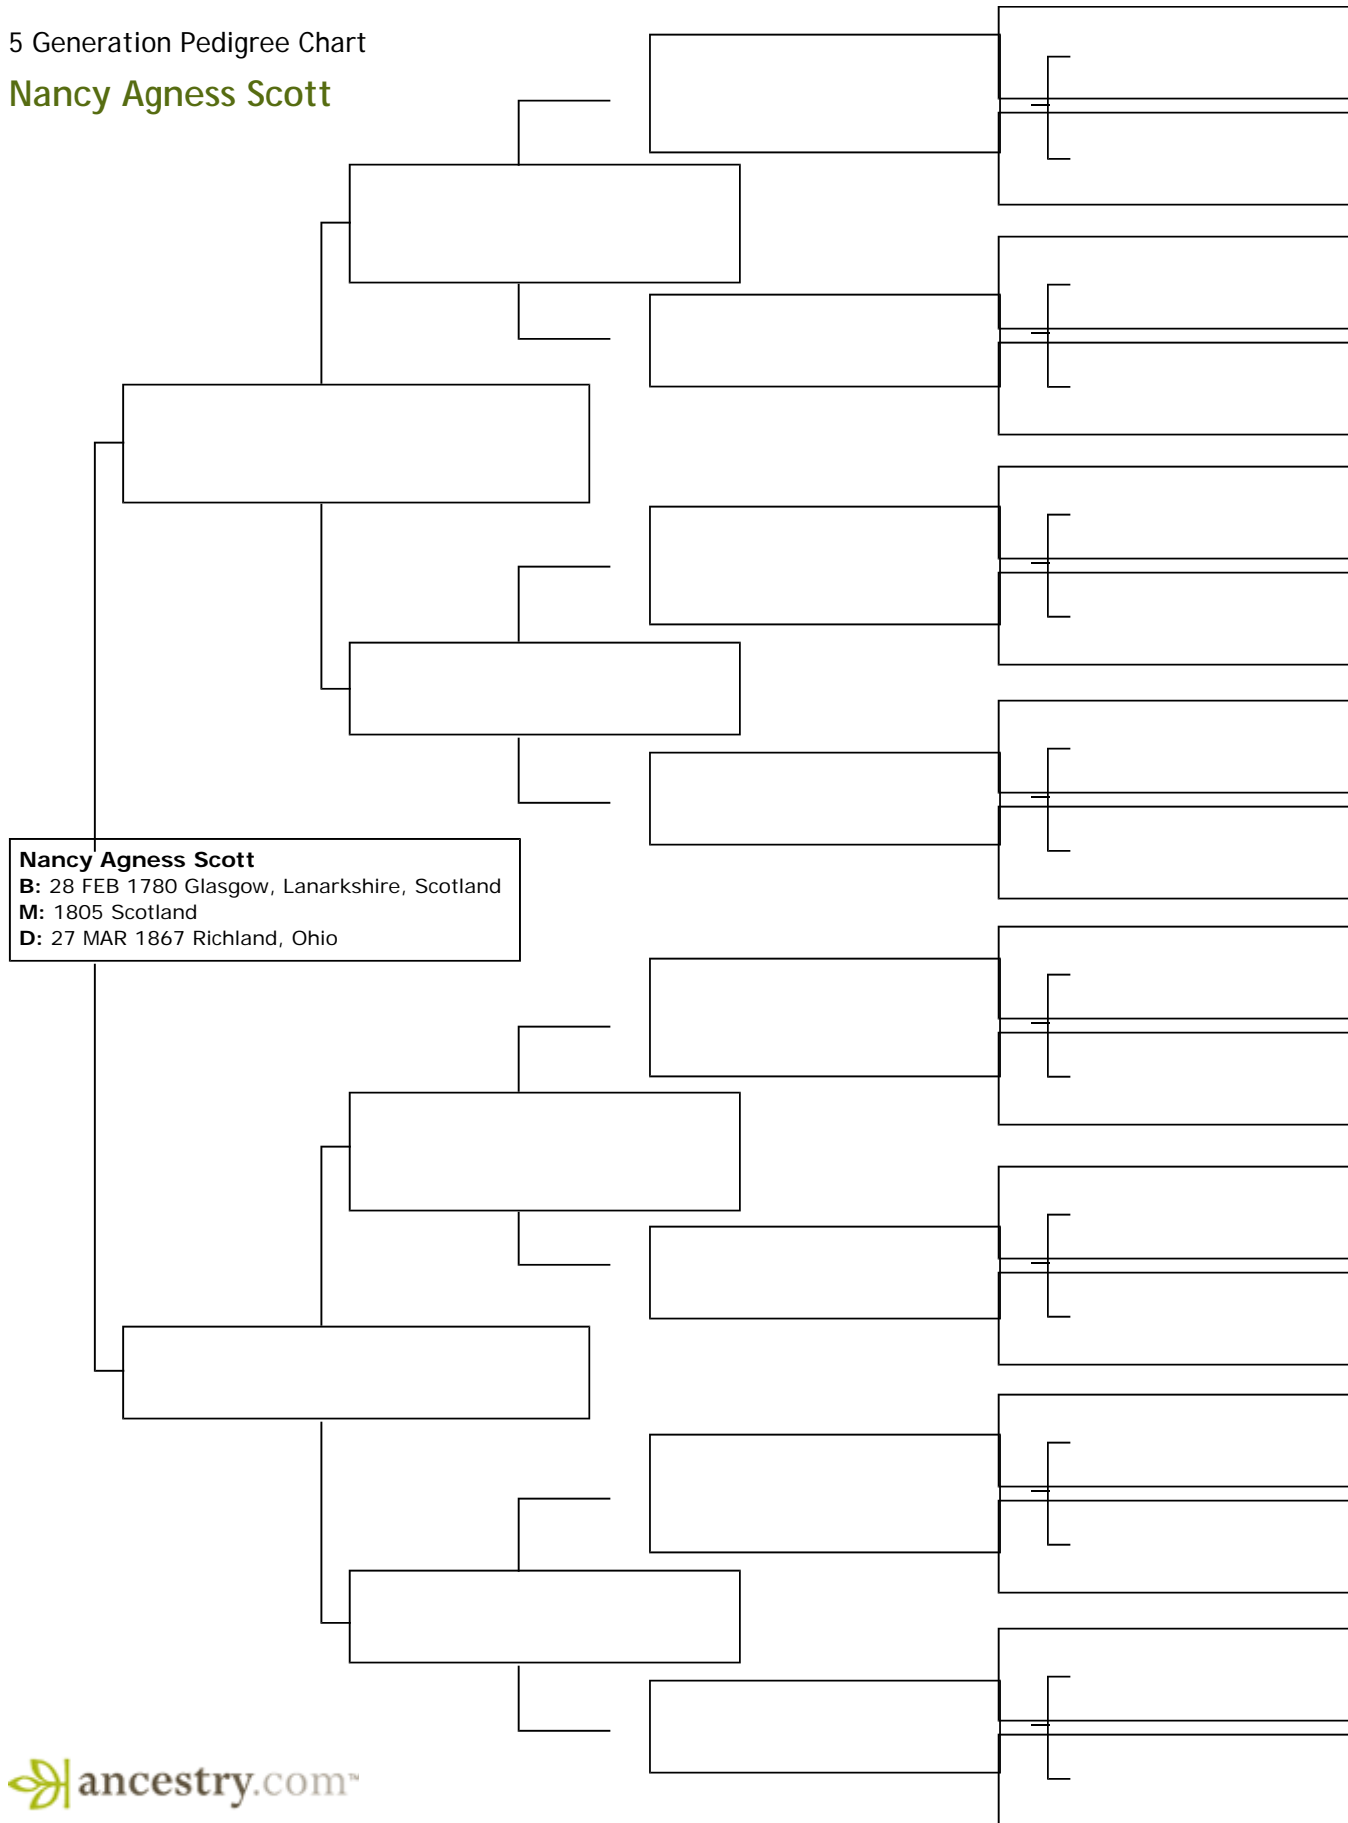 5 Generation Pedigree Chart
Nancy Agness Scott
Nancy Agness Scott
B: 28 FEB 1780 Glasgow, Lanarkshire, Scotland
M: 1805 Scotland
D: 27 MAR 1867 Richland, Ohio
ancestry.com™